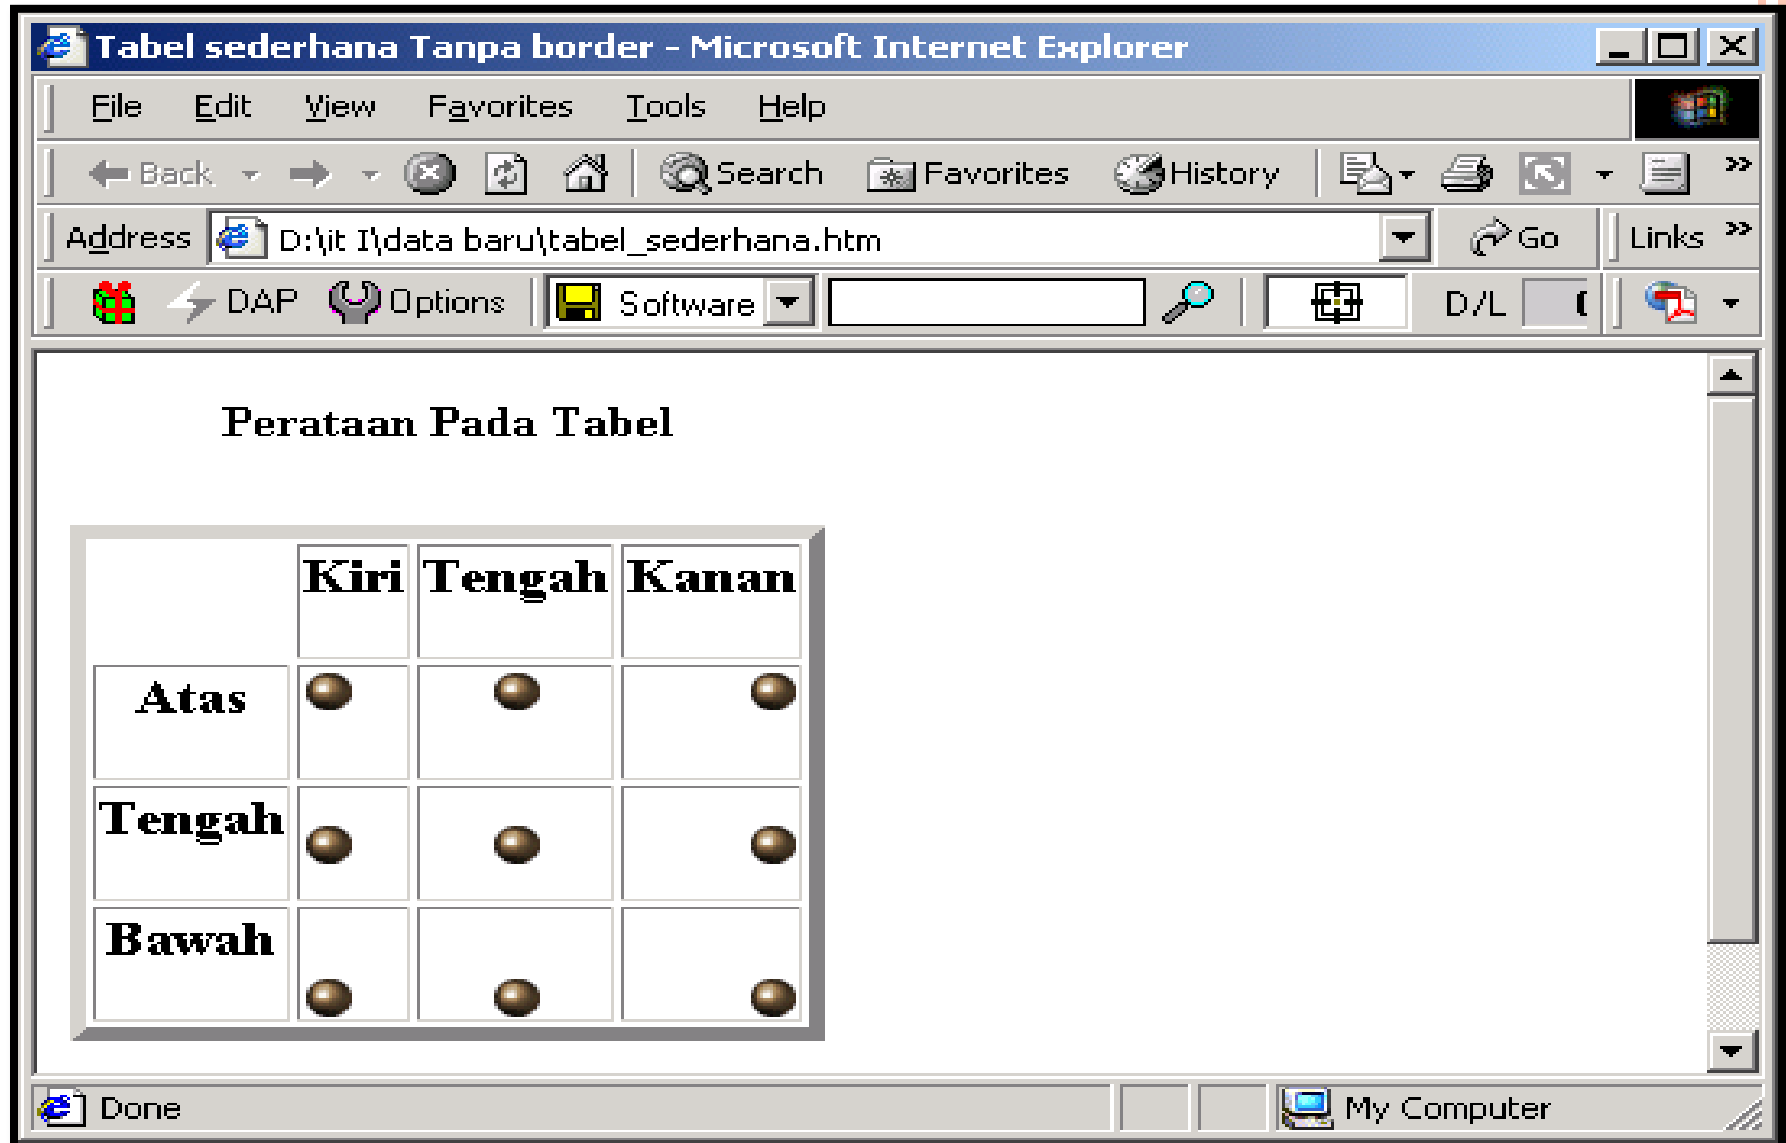 Tabel sederhana Tanpa border - Microsoft Internet Explorer
File Edit View Favorites Tools Help
Back Search Favorites History »
Address D:\it I\data baru\tabel_sederhana.htm Go Links »
DAP Options Software D/L
Perataan Pada Tabel
Kiri Tengah Kanan
Atas
Tengah
Bawah
Done My Computer